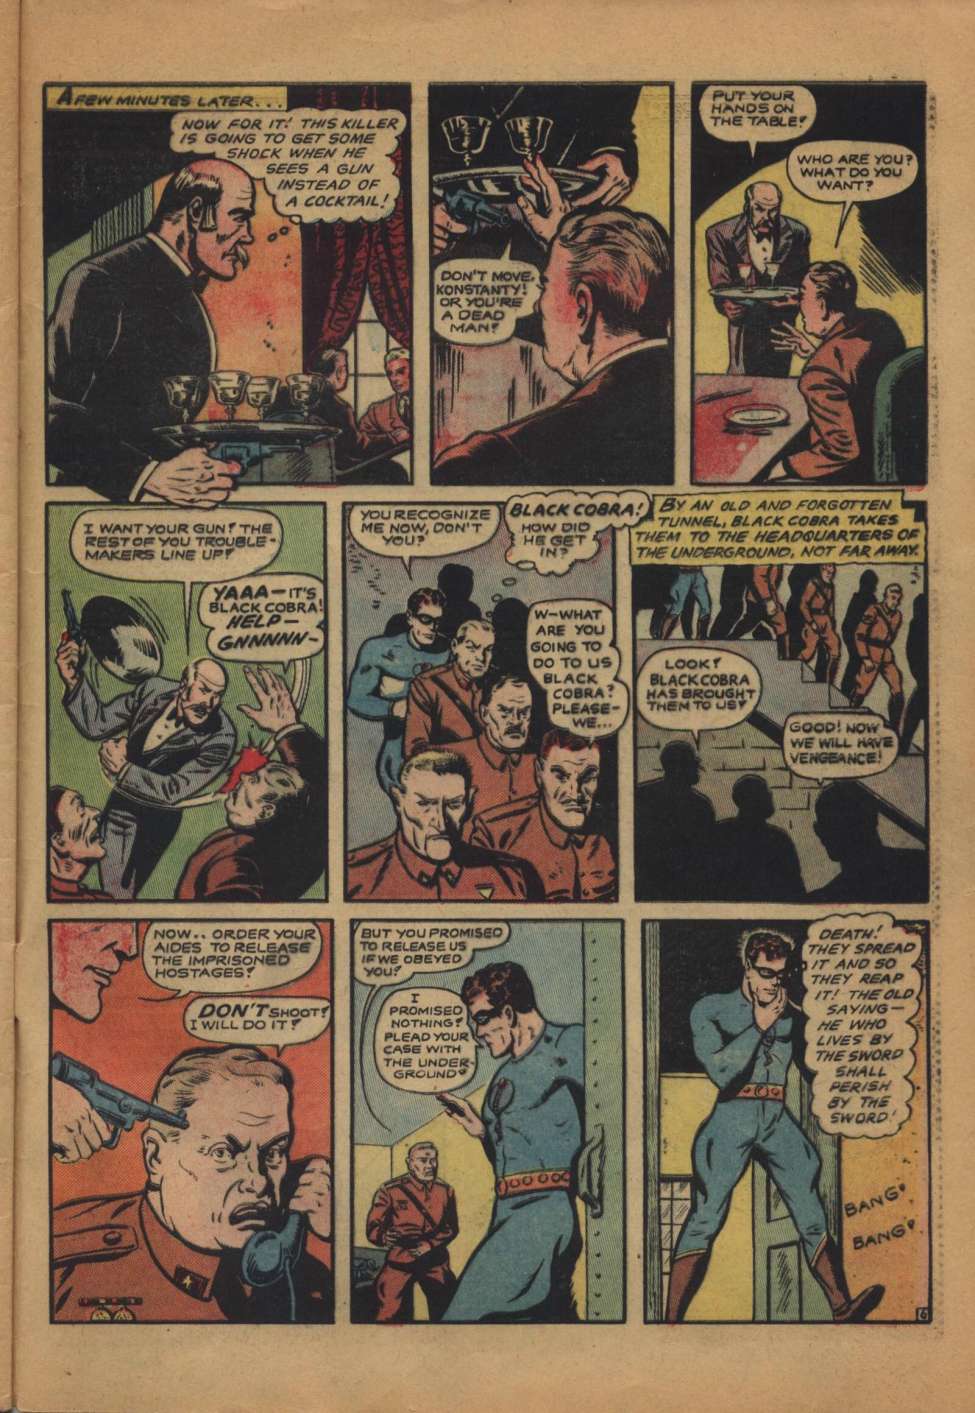 A FEW MINUTES LATER...
NOW FOR IT! THIS KILLER
IS GOING TO GET SOME
SHOCK WHEN HE
SEES A GUN
INSTEAD OF
A COCKTAIL!
DON'T MOVE,
KONSTANTY!
OR YOU'RE
A DEAD
MAN!
PUT YOUR
HANDS ON
THE TABLE!
WHO ARE YOU?
WHAT DO YOU
WANT?
I WANT YOUR GUN! THE
REST OF YOU TROUBLE-
MAKERS LINE UP!
YAAA—IT'S
BLACK COBRA!
HELP—
GNNNNN-
YOU RECOGNIZE
ME NOW, DON'T
YOU?
BLACK COBRA!
HOW DID
HE GET
IN?
W-WHAT
ARE YOU
GOING TO
DO TO US
BLACK
COBRA?
PLEASE-
WE...
BY AN OLD AND FORGOTTEN
TUNNEL, BLACK COBRA TAKES
THEM TO THE HEADQUARTERS OF
THE UNDERGROUND, NOT FAR AWAY.
LOOK!
BLACK COBRA
HAS BROUGHT
THEM TO US!
GOOD! NOW
WE WILL HAVE
VENGEANCE!
NOW.. ORDER YOUR
AIDES TO RELEASE
THE IMPRISONED
HOSTAGES!
DON'T SHOOT!
I WILL DO IT!
BUT YOU PROMISED
TO RELEASE US
IF WE OBEYED
YOU!
I
PROMISED
NOTHING!
PLEAD YOUR
CASE WITH
THE UNDER-
GROUND!
DEATH!
THEY SPREAD
IT AND SO
THEY REAP
IT! THE OLD
SAYING—
HE WHO
LIVES BY
THE SWORD
SHALL
PERISH
BY THE
SWORD!
BANG!
BANG!
6